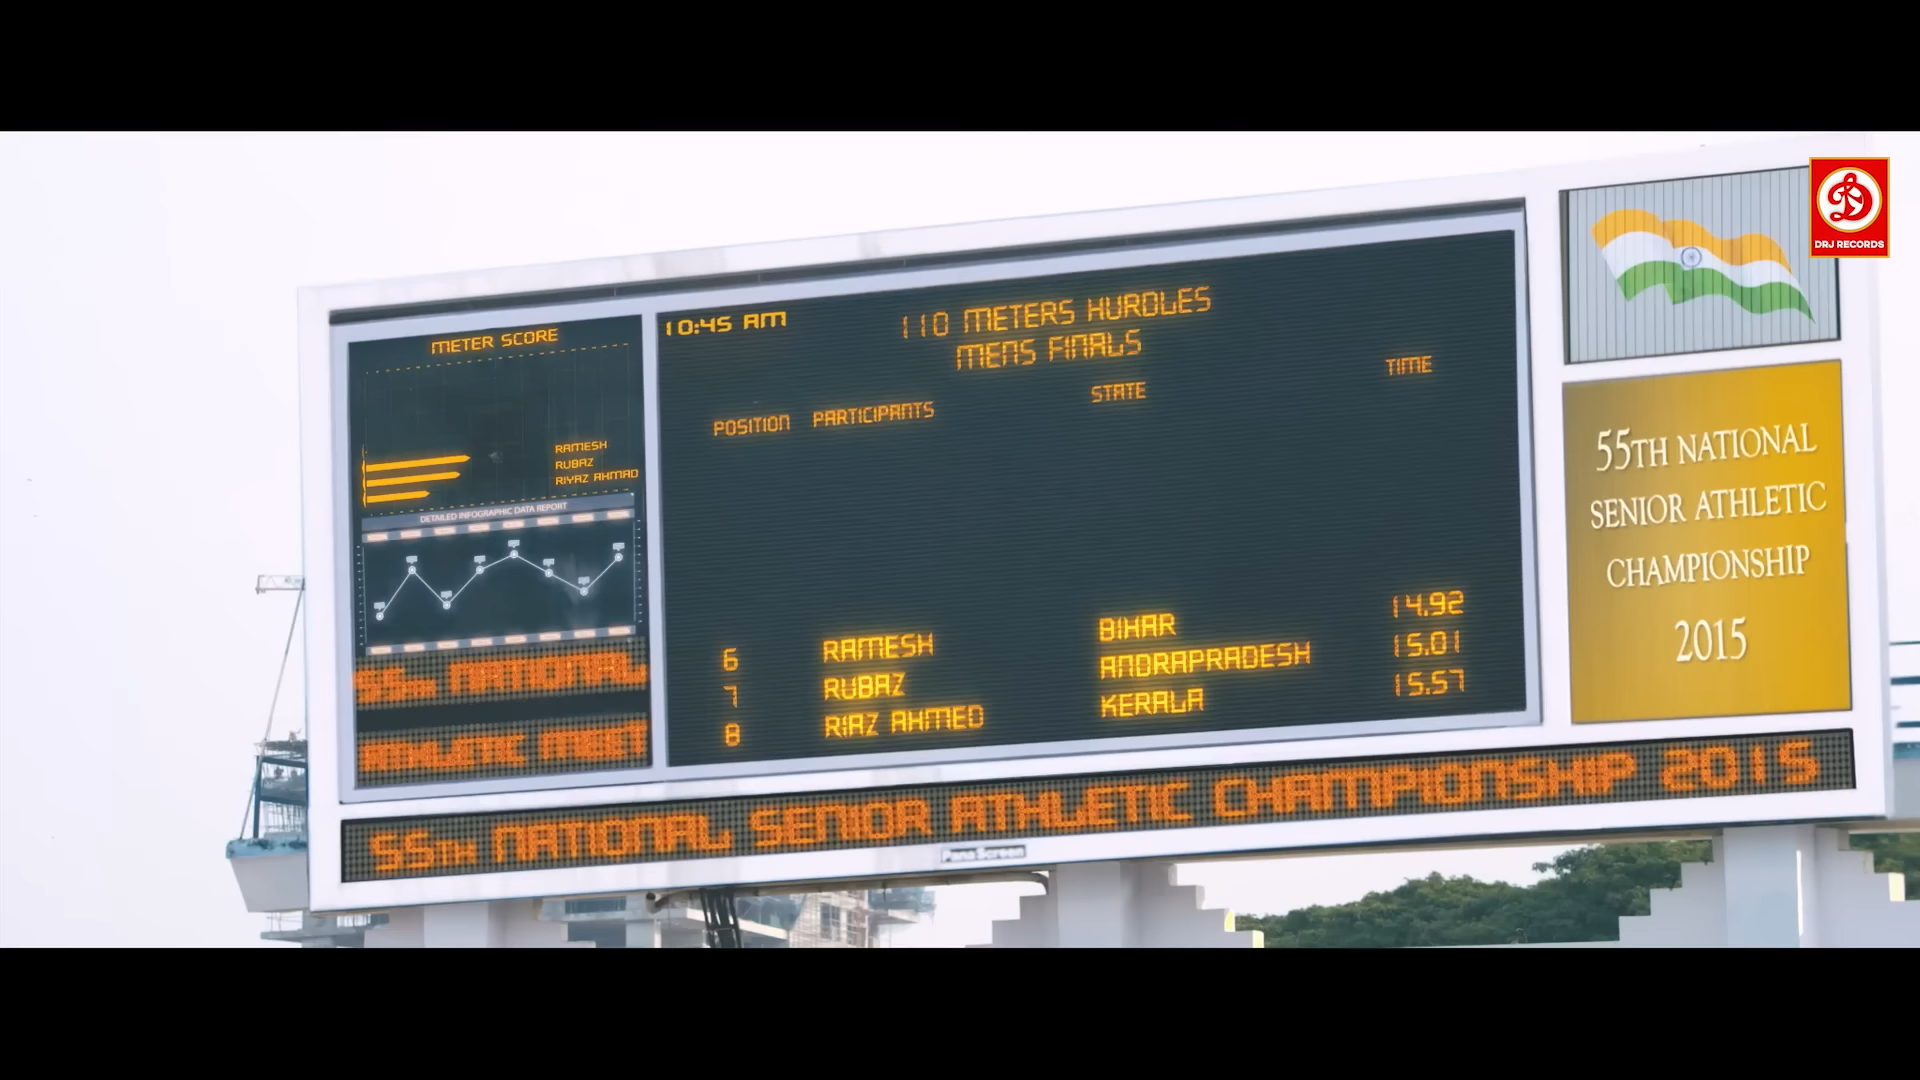 METER SCORE
RAMESH
RUBAZ
RIYAZ AHMAD
DETAILED INFOGRAPHIC DATA REPORT
55TH NATIONAL
ATHLETIC MEET
10:45 AM
110 METERS HURDLES
MENS FINALS
POSITION PARTICIPANTS STATE TIME
6 RAMESH BIHAR 14.92
7 RUBAZ ANDRAPRADESH 15.01
8 RIAZ AHMED KERALA 15.57
DRJ RECORDS
55TH NATIONAL
SENIOR ATHLETIC
CHAMPIONSHIP
2015
55TH NATIONAL SENIOR ATHLETIC CHAMPIONSHIP 2015
PanaScreen